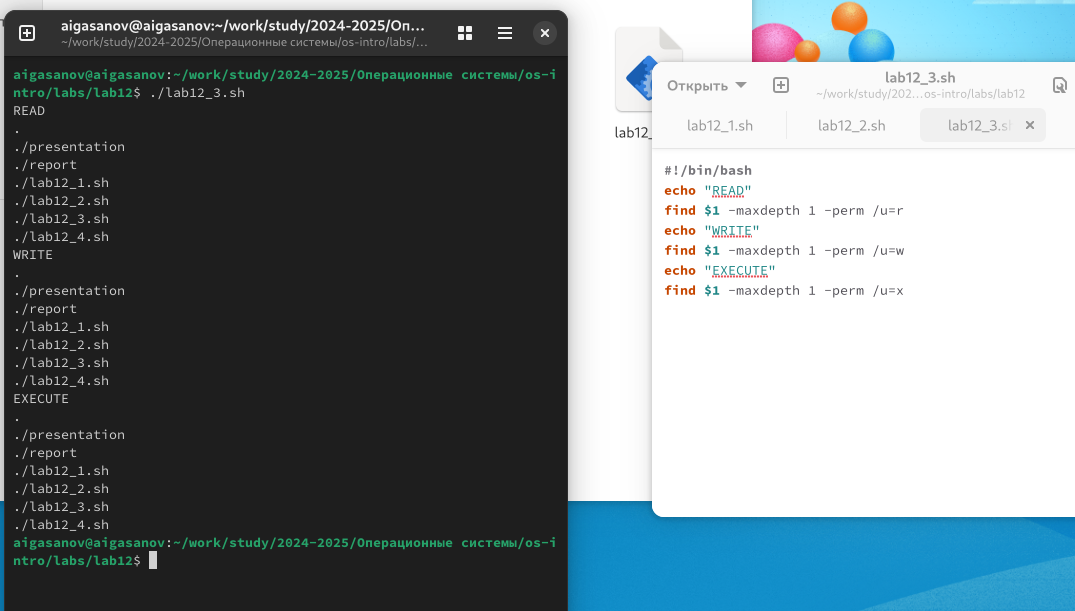 aigasanov@aigasanov:~/work/study/2024-2025/Оп...
~/work/study/2024-2025/Операционные системы/os-intro/labs/...
aigasanov@aigasanov:~/work/study/2024-2025/Операционные системы/os-i
ntro/labs/lab12$ ./lab12_3.sh
READ
.
./presentation
./report
./lab12_1.sh
./lab12_2.sh
./lab12_3.sh
./lab12_4.sh
WRITE
.
./presentation
./report
./lab12_1.sh
./lab12_2.sh
./lab12_3.sh
./lab12_4.sh
EXECUTE
.
./presentation
./report
./lab12_1.sh
./lab12_2.sh
./lab12_3.sh
./lab12_4.sh
aigasanov@aigasanov:~/work/study/2024-2025/Операционные системы/os-i
ntro/labs/lab12$
lab12_
Открыть
lab12_3.sh
~/work/study/202...os-intro/labs/lab12
lab12_1.sh
lab12_2.sh
lab12_3.sh
#!/bin/bash
echo "READ"
find $1 -maxdepth 1 -perm /u=r
echo "WRITE"
find $1 -maxdepth 1 -perm /u=w
echo "EXECUTE"
find $1 -maxdepth 1 -perm /u=x